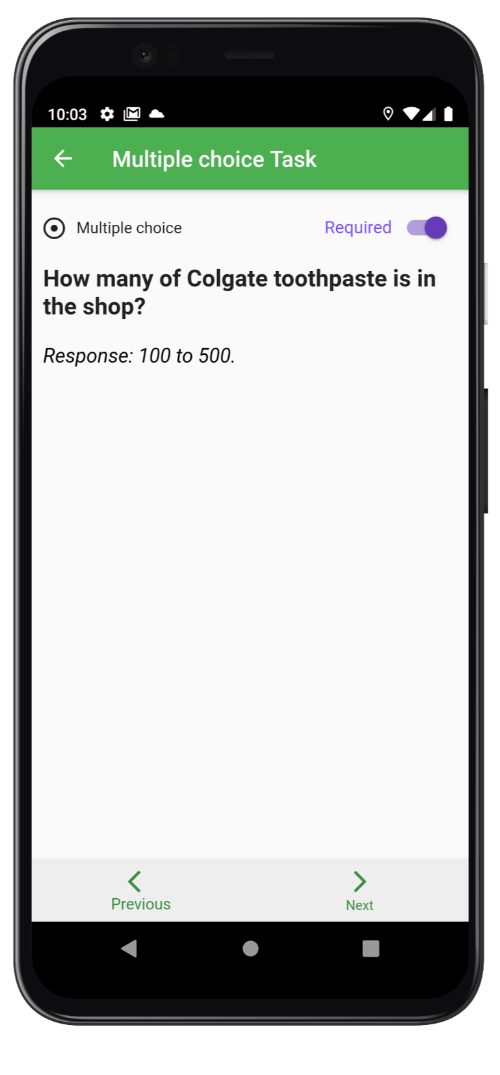 10:03
Multiple choice Task
Multiple choice Required
How many of Colgate toothpaste is in
the shop?
Response: 100 to 500.
Previous Next